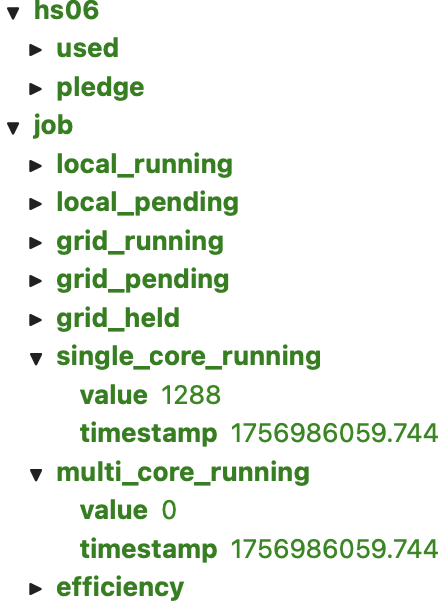 hs06
used
pledge
job
local_running
local_pending
grid_running
grid_pending
grid_held
single_core_running
value 1288
timestamp 1756986059.744
multi_core_running
value 0
timestamp 1756986059.744
efficiency